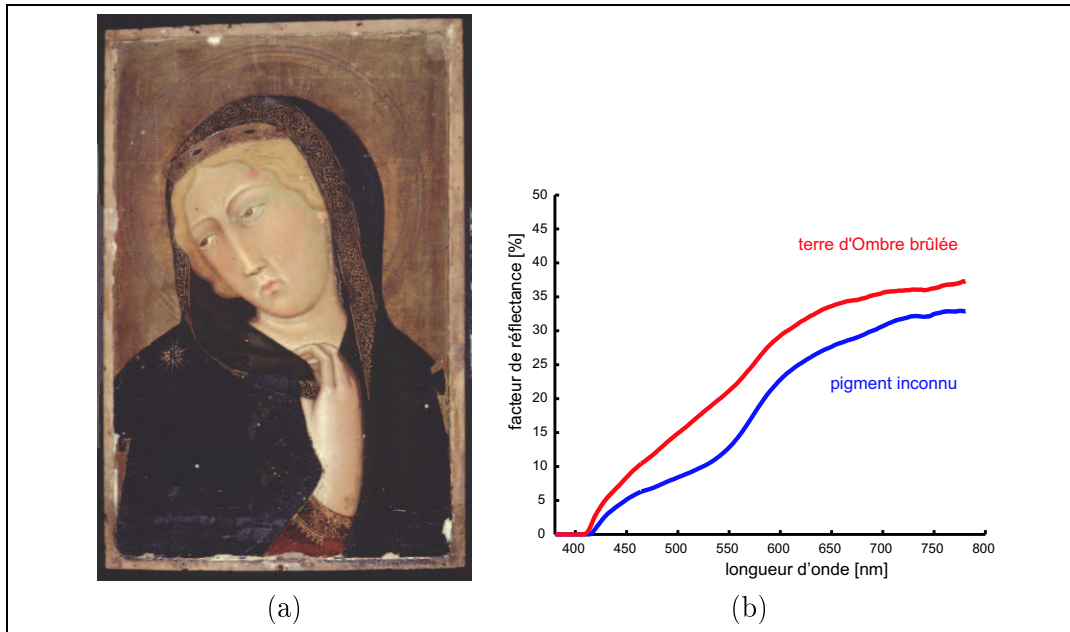 50
45
40
35
30
25
20
15
10
5
0
facteur de réflectance [%]
terre d'Ombre brûlée
pigment inconnu
400 450 500 550 600 650 700 750 800
longueur d'onde [nm]
(a) (b)